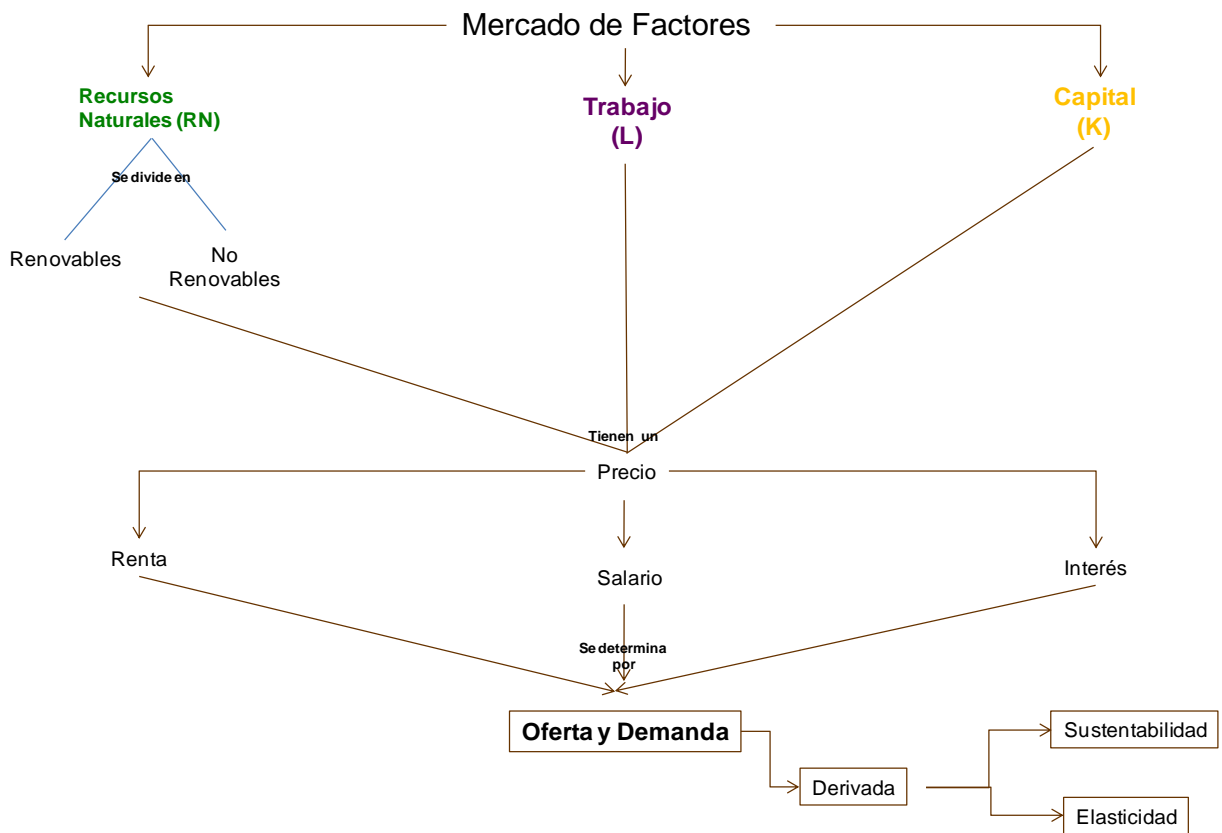 Mercado de Factores
Recursos
Naturales (RN)
Trabajo
(L)
Capital
(K)
Se divide en
Renovables
No
Renovables
Tienen un
Precio
Renta
Salario
Interés
Se determina
por
Oferta y Demanda
Sustentabilidad
Derivada
Elasticidad